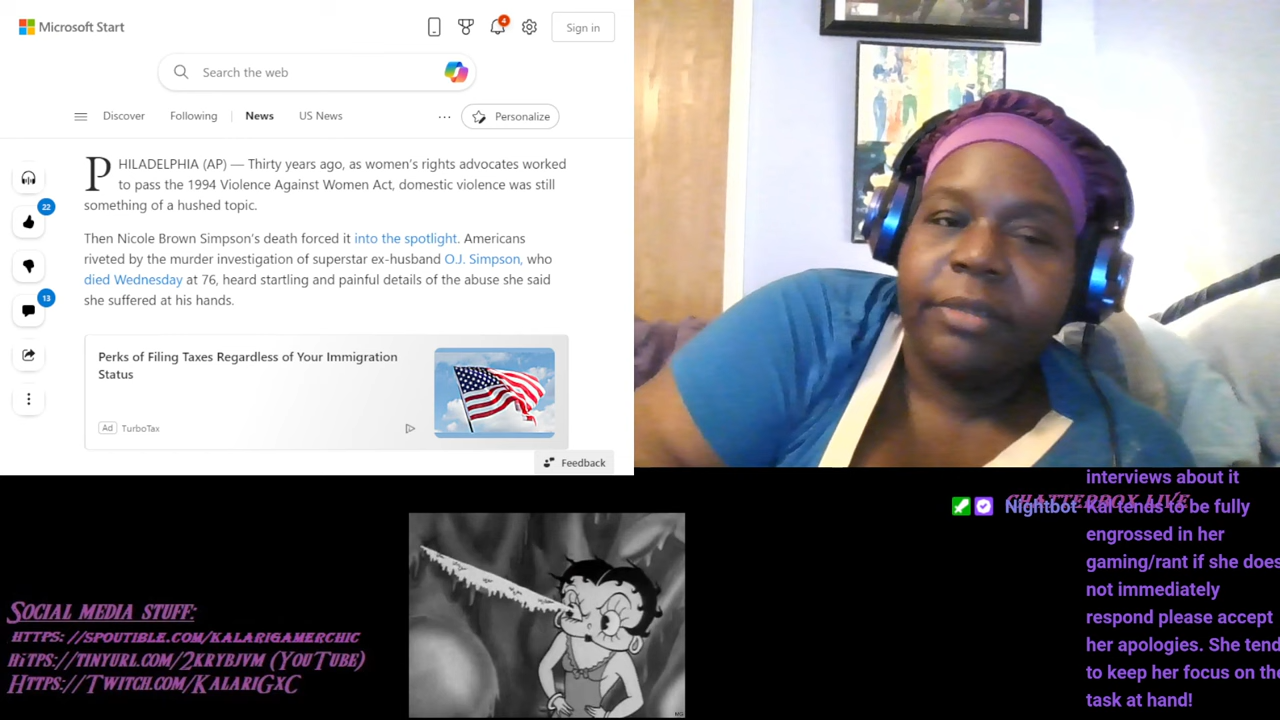 Microsoft Start
4
Sign in
Search the web
Discover
Following
News
US News
...
Personalize
PHILADELPHIA (AP) — Thirty years ago, as women's rights advocates worked
to pass the 1994 Violence Against Women Act, domestic violence was still
something of a hushed topic.
22
Then Nicole Brown Simpson's death forced it into the spotlight. Americans
riveted by the murder investigation of superstar ex-husband O.J. Simpson, who
died Wednesday at 76, heard startling and painful details of the abuse she said
she suffered at his hands.
13
Perks of Filing Taxes Regardless of Your Immigration
Status
Ad TurboTax
Feedback
interviews about it
Chatterbox Live
Nightbot Kal tends to be fully
engrossed in her
gaming/rant if she does
not immediately
respond please accept
her apologies. She tend
to keep her focus on the
task at hand!
Social media stuff:
https://spoutible.com/kalarigamerchic
https://tinyurl.com/2krybjvm (YouTube)
Https://Twitch.com/KalariGxC